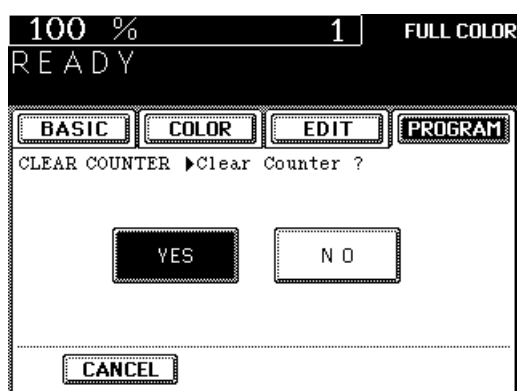 100 % 1 FULL COLOR
READY
BASIC COLOR EDIT PROGRAM
CLEAR COUNTER ▶Clear Counter ?
YES NO
CANCEL